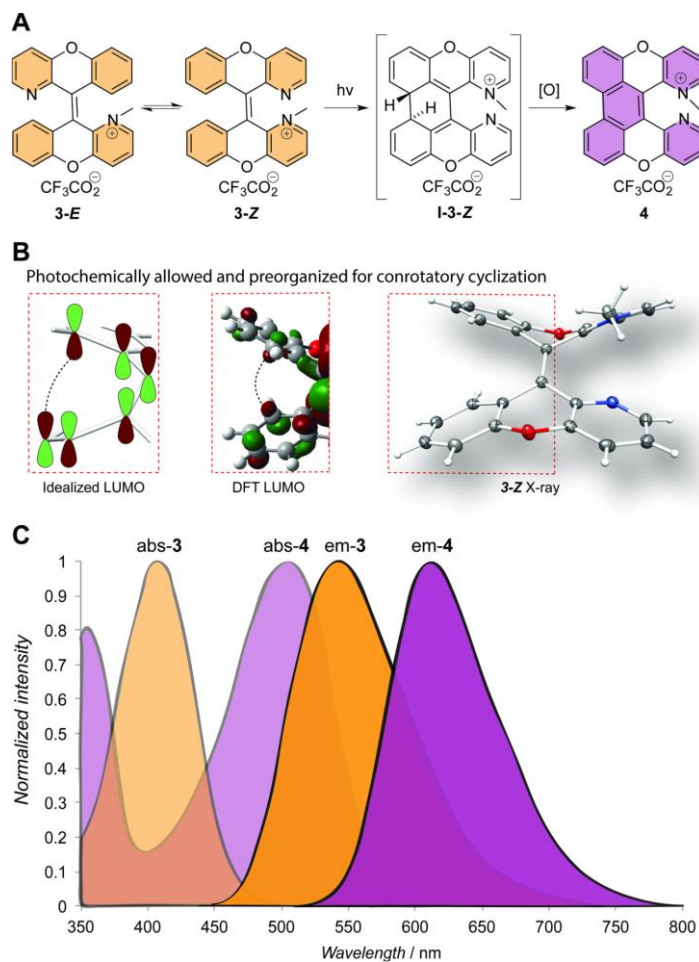 A
O O O O
N N hν N⊕ [O] N⊕
H H
N⊕ N⊕ N N
O O O O
CF₃CO₂⊖ CF₃CO₂⊖ CF₃CO₂⊖ CF₃CO₂⊖
3-E 3-Z I-3-Z 4
B
Photochemically allowed and preorganized for conrotatory cyclization
Idealized LUMO DFT LUMO 3-Z X-ray
C
abs-3 abs-4 em-3 em-4
Normalized intensity
1
0.9
0.8
0.7
0.6
0.5
0.4
0.3
0.2
0.1
0
350 400 450 500 550 600 650 700 750 800
Wavelength / nm